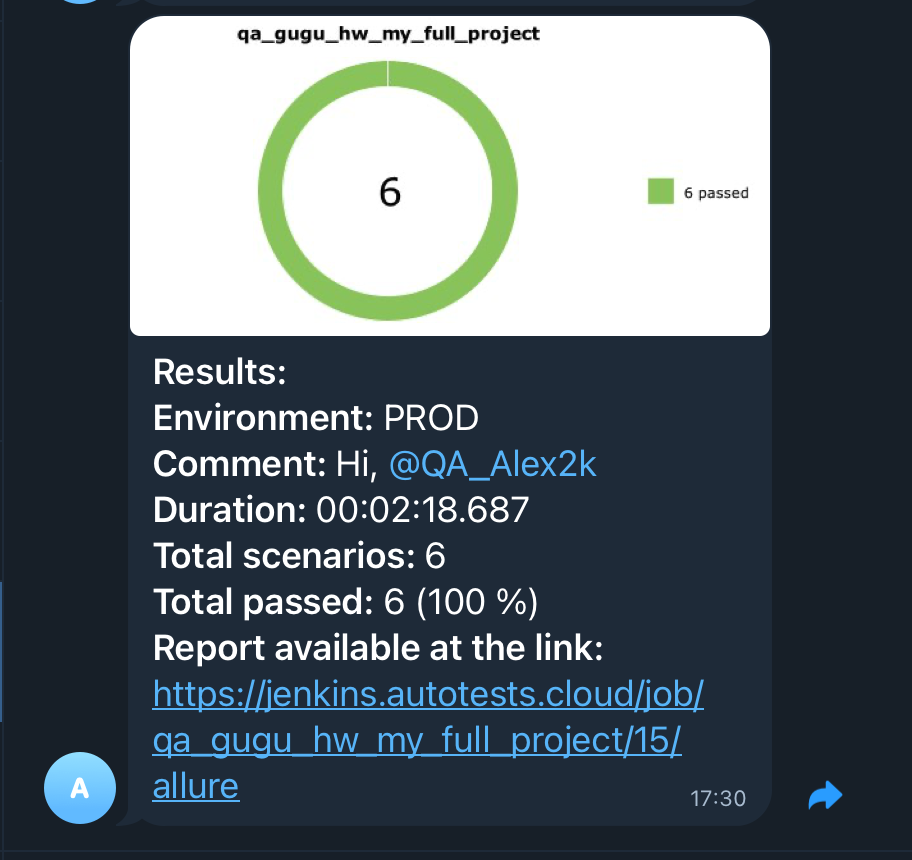 qa_gugu_hw_my_full_project
6
6 passed
Results:
Environment: PROD
Comment: Hi, @QA_Alex2k
Duration: 00:02:18.687
Total scenarios: 6
Total passed: 6 (100 %)
Report available at the link:
https://jenkins.autotests.cloud/job/
qa_gugu_hw_my_full_project/15/
allure
17:30
A